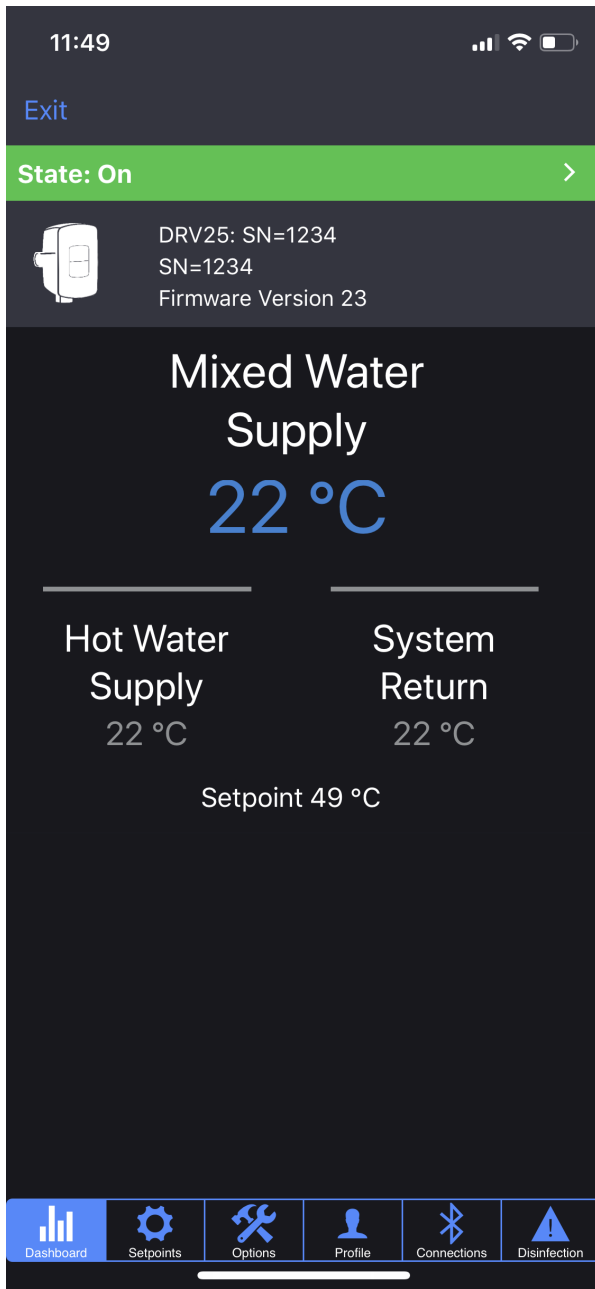 11:49
Exit
State: On
DRV25: SN=1234
SN=1234
Firmware Version 23
Mixed Water
Supply
22 °C
Hot Water
Supply
22 °C
System
Return
22 °C
Setpoint 49 °C
Dashboard
Setpoints
Options
Profile
Connections
Disinfection